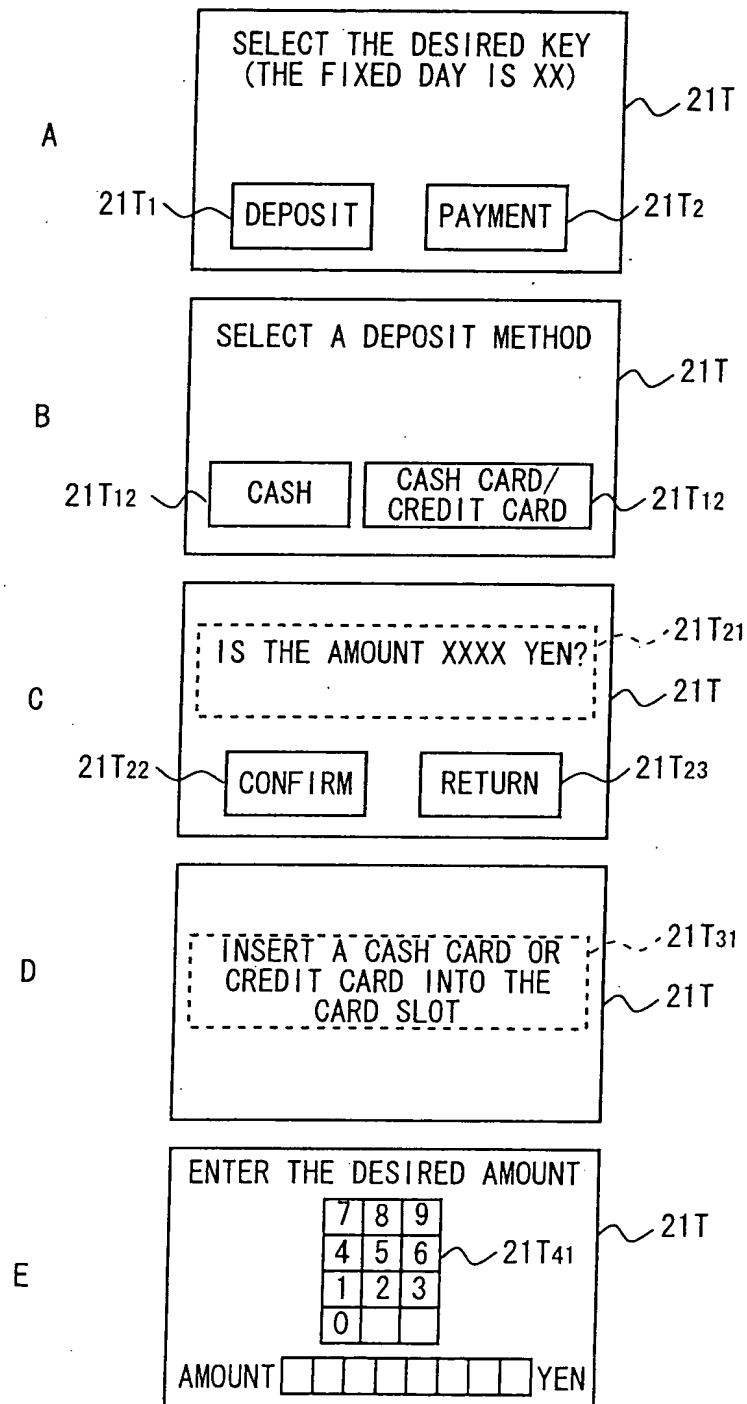 SELECT THE DESIRED KEY
(THE FIXED DAY IS XX)
21T
A
21T1
DEPOSIT
PAYMENT
21T2
SELECT A DEPOSIT METHOD
21T
B
21T12
CASH
CASH CARD/
CREDIT CARD
21T12
IS THE AMOUNT XXXX YEN?
21T21
21T
C
21T22
CONFIRM
RETURN
21T23
INSERT A CASH CARD OR
CREDIT CARD INTO THE
CARD SLOT
21T31
21T
D
ENTER THE DESIRED AMOUNT
7 8 9
4 5 6
1 2 3
0
21T
21T41
E
AMOUNT YEN